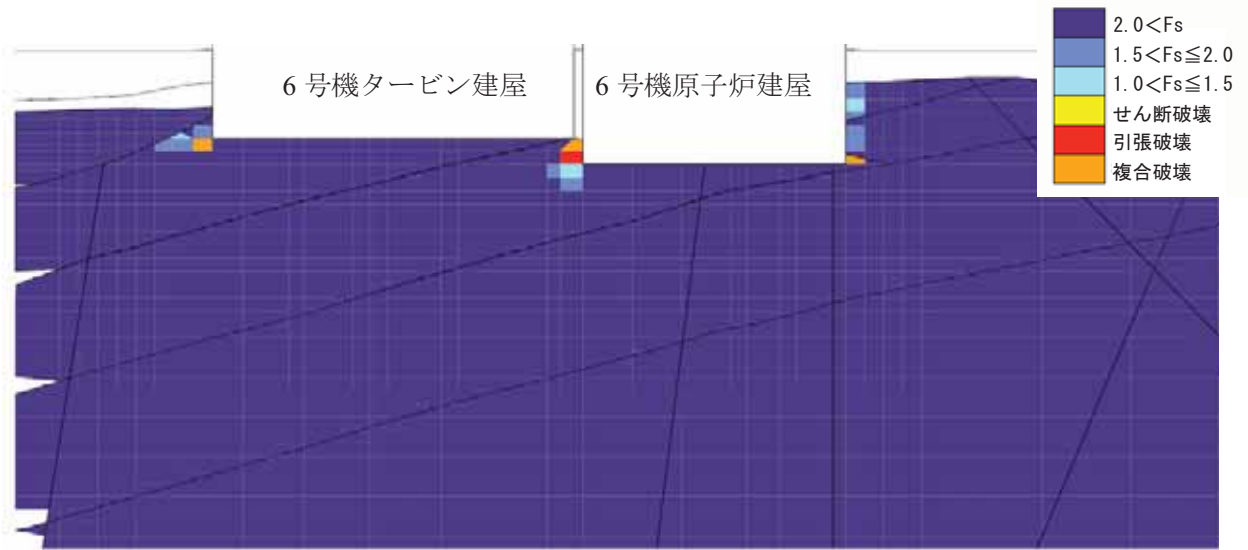 6 号機タービン建屋
6 号機原子炉建屋
2.0<Fs
1.5<Fs≦2.0
1.0<Fs≦1.5
せん断破壊
引張破壊
複合破壊